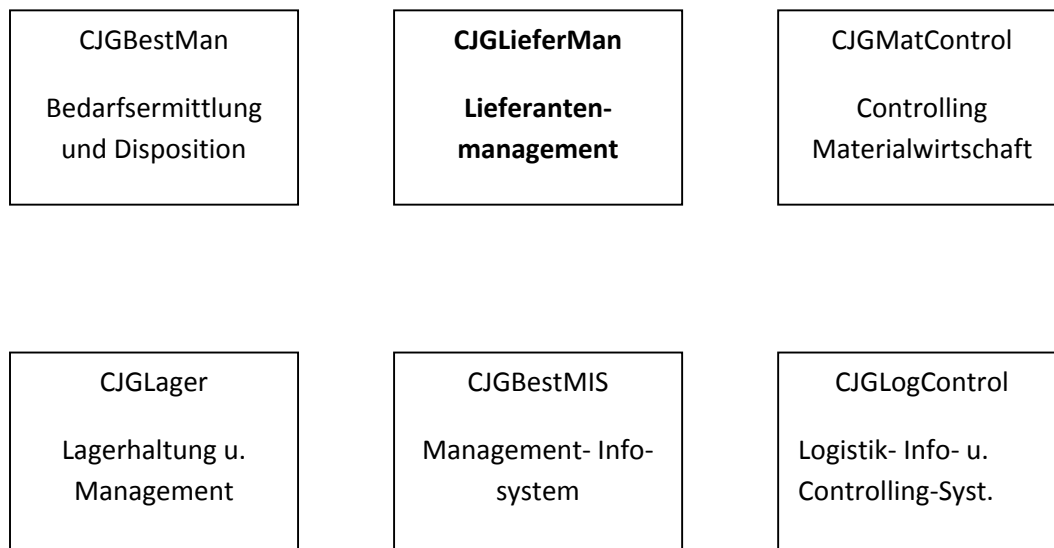 CJGBestMan
Bedarfsermittlung
und Disposition
CJGLieferMan
Lieferanten-
management
CJGMatControl
Controlling
Materialwirtschaft
CJGLager
Lagerhaltung u.
Management
CJGBestMIS
Management- Info-
system
CJGLogControl
Logistik- Info- u.
Controlling-Syst.